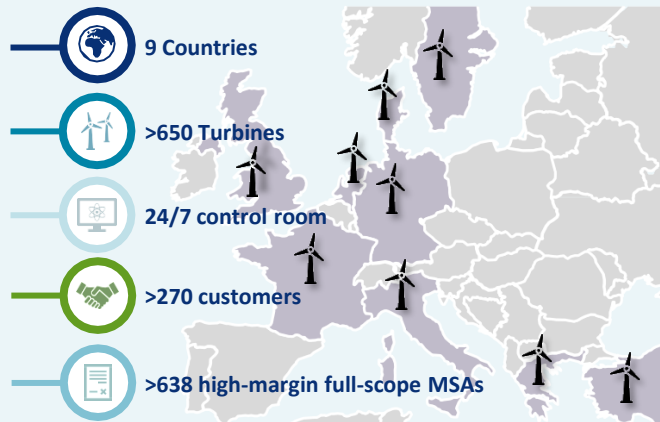 9 Countries
>650 Turbines
24/7 control room
>270 customers
>638 high-margin full-scope MSAs